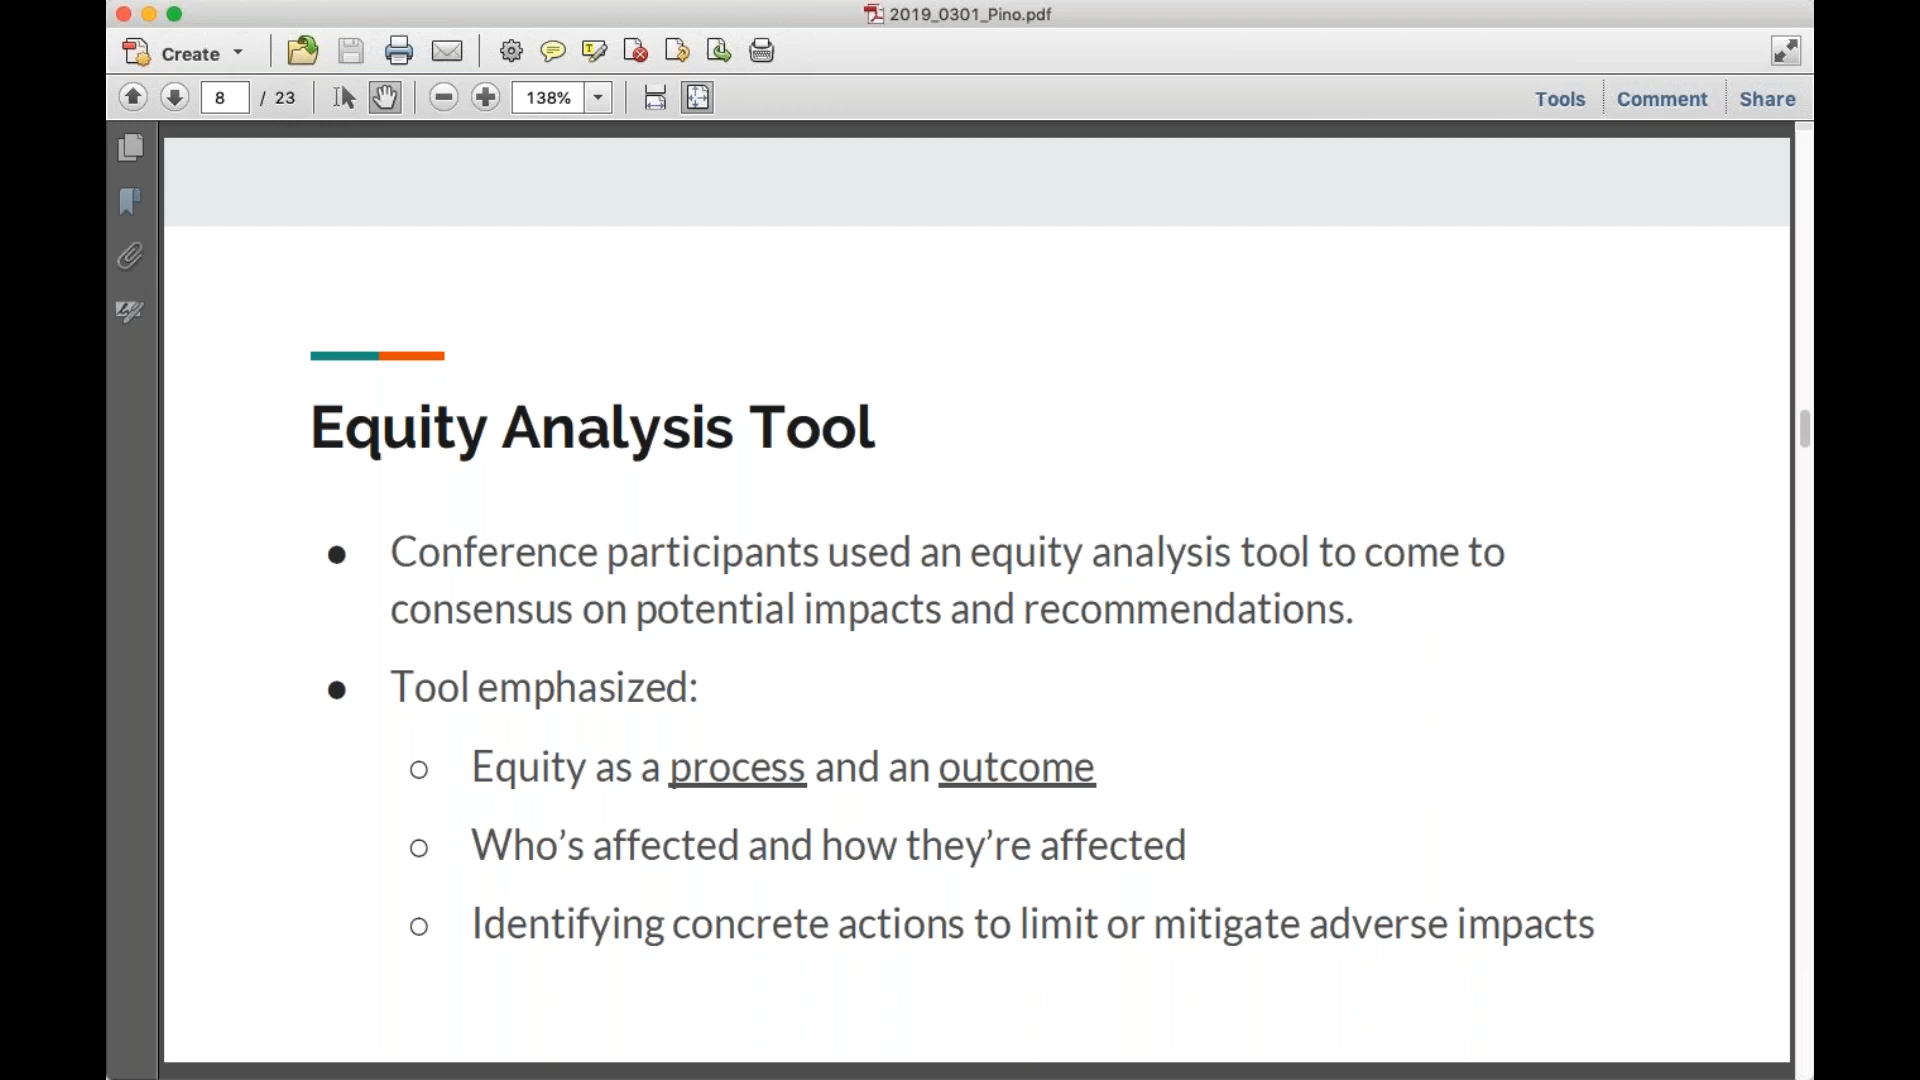 2019_0301_Pino.pdf
Create
8 / 23
138%
Tools Comment Share
Equity Analysis Tool
● Conference participants used an equity analysis tool to come to
consensus on potential impacts and recommendations.
● Tool emphasized:
○ Equity as a process and an outcome
○ Who’s affected and how they’re affected
○ Identifying concrete actions to limit or mitigate adverse impacts